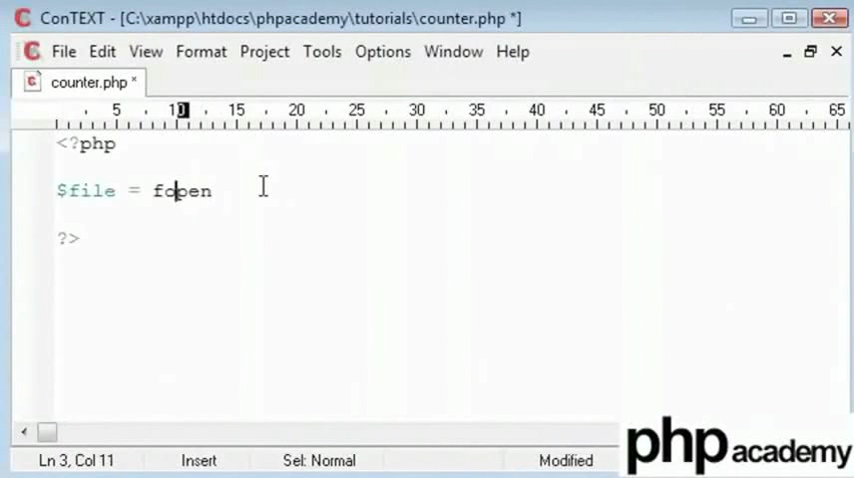 ConTEXT - [C:\xampp\htdocs\phpacademy\tutorials\counter.php *]
File Edit View Format Project Tools Options Window Help
counter.php *
5 10 15 20 25 30 35 40 45 50 55 60 65
<?php
$file = fopen
?>
Ln 3, Col 11 Insert Sel: Normal Modified
php academy